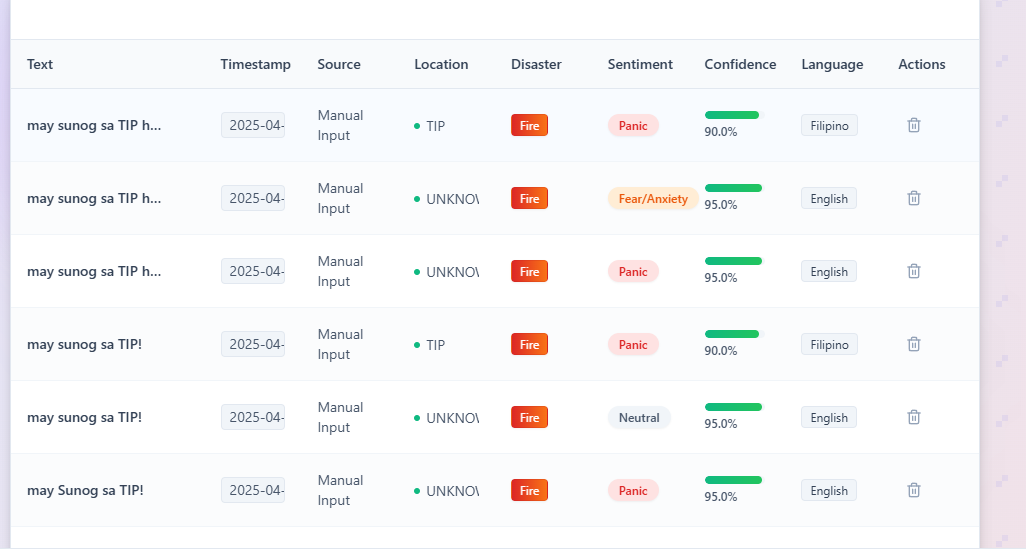 Text Timestamp Source Location Disaster Sentiment Confidence Language Actions
may sunog sa TIP h... 2025-04- Manual Input TIP Fire Panic 90.0% Filipino
may sunog sa TIP h... 2025-04- Manual Input UNKNOW Fire Fear/Anxiety 95.0% English
may sunog sa TIP h... 2025-04- Manual Input UNKNOW Fire Panic 95.0% English
may sunog sa TIP! 2025-04- Manual Input TIP Fire Panic 90.0% Filipino
may sunog sa TIP! 2025-04- Manual Input UNKNOW Fire Neutral 95.0% English
may Sunog sa TIP! 2025-04- Manual Input UNKNOW Fire Panic 95.0% English